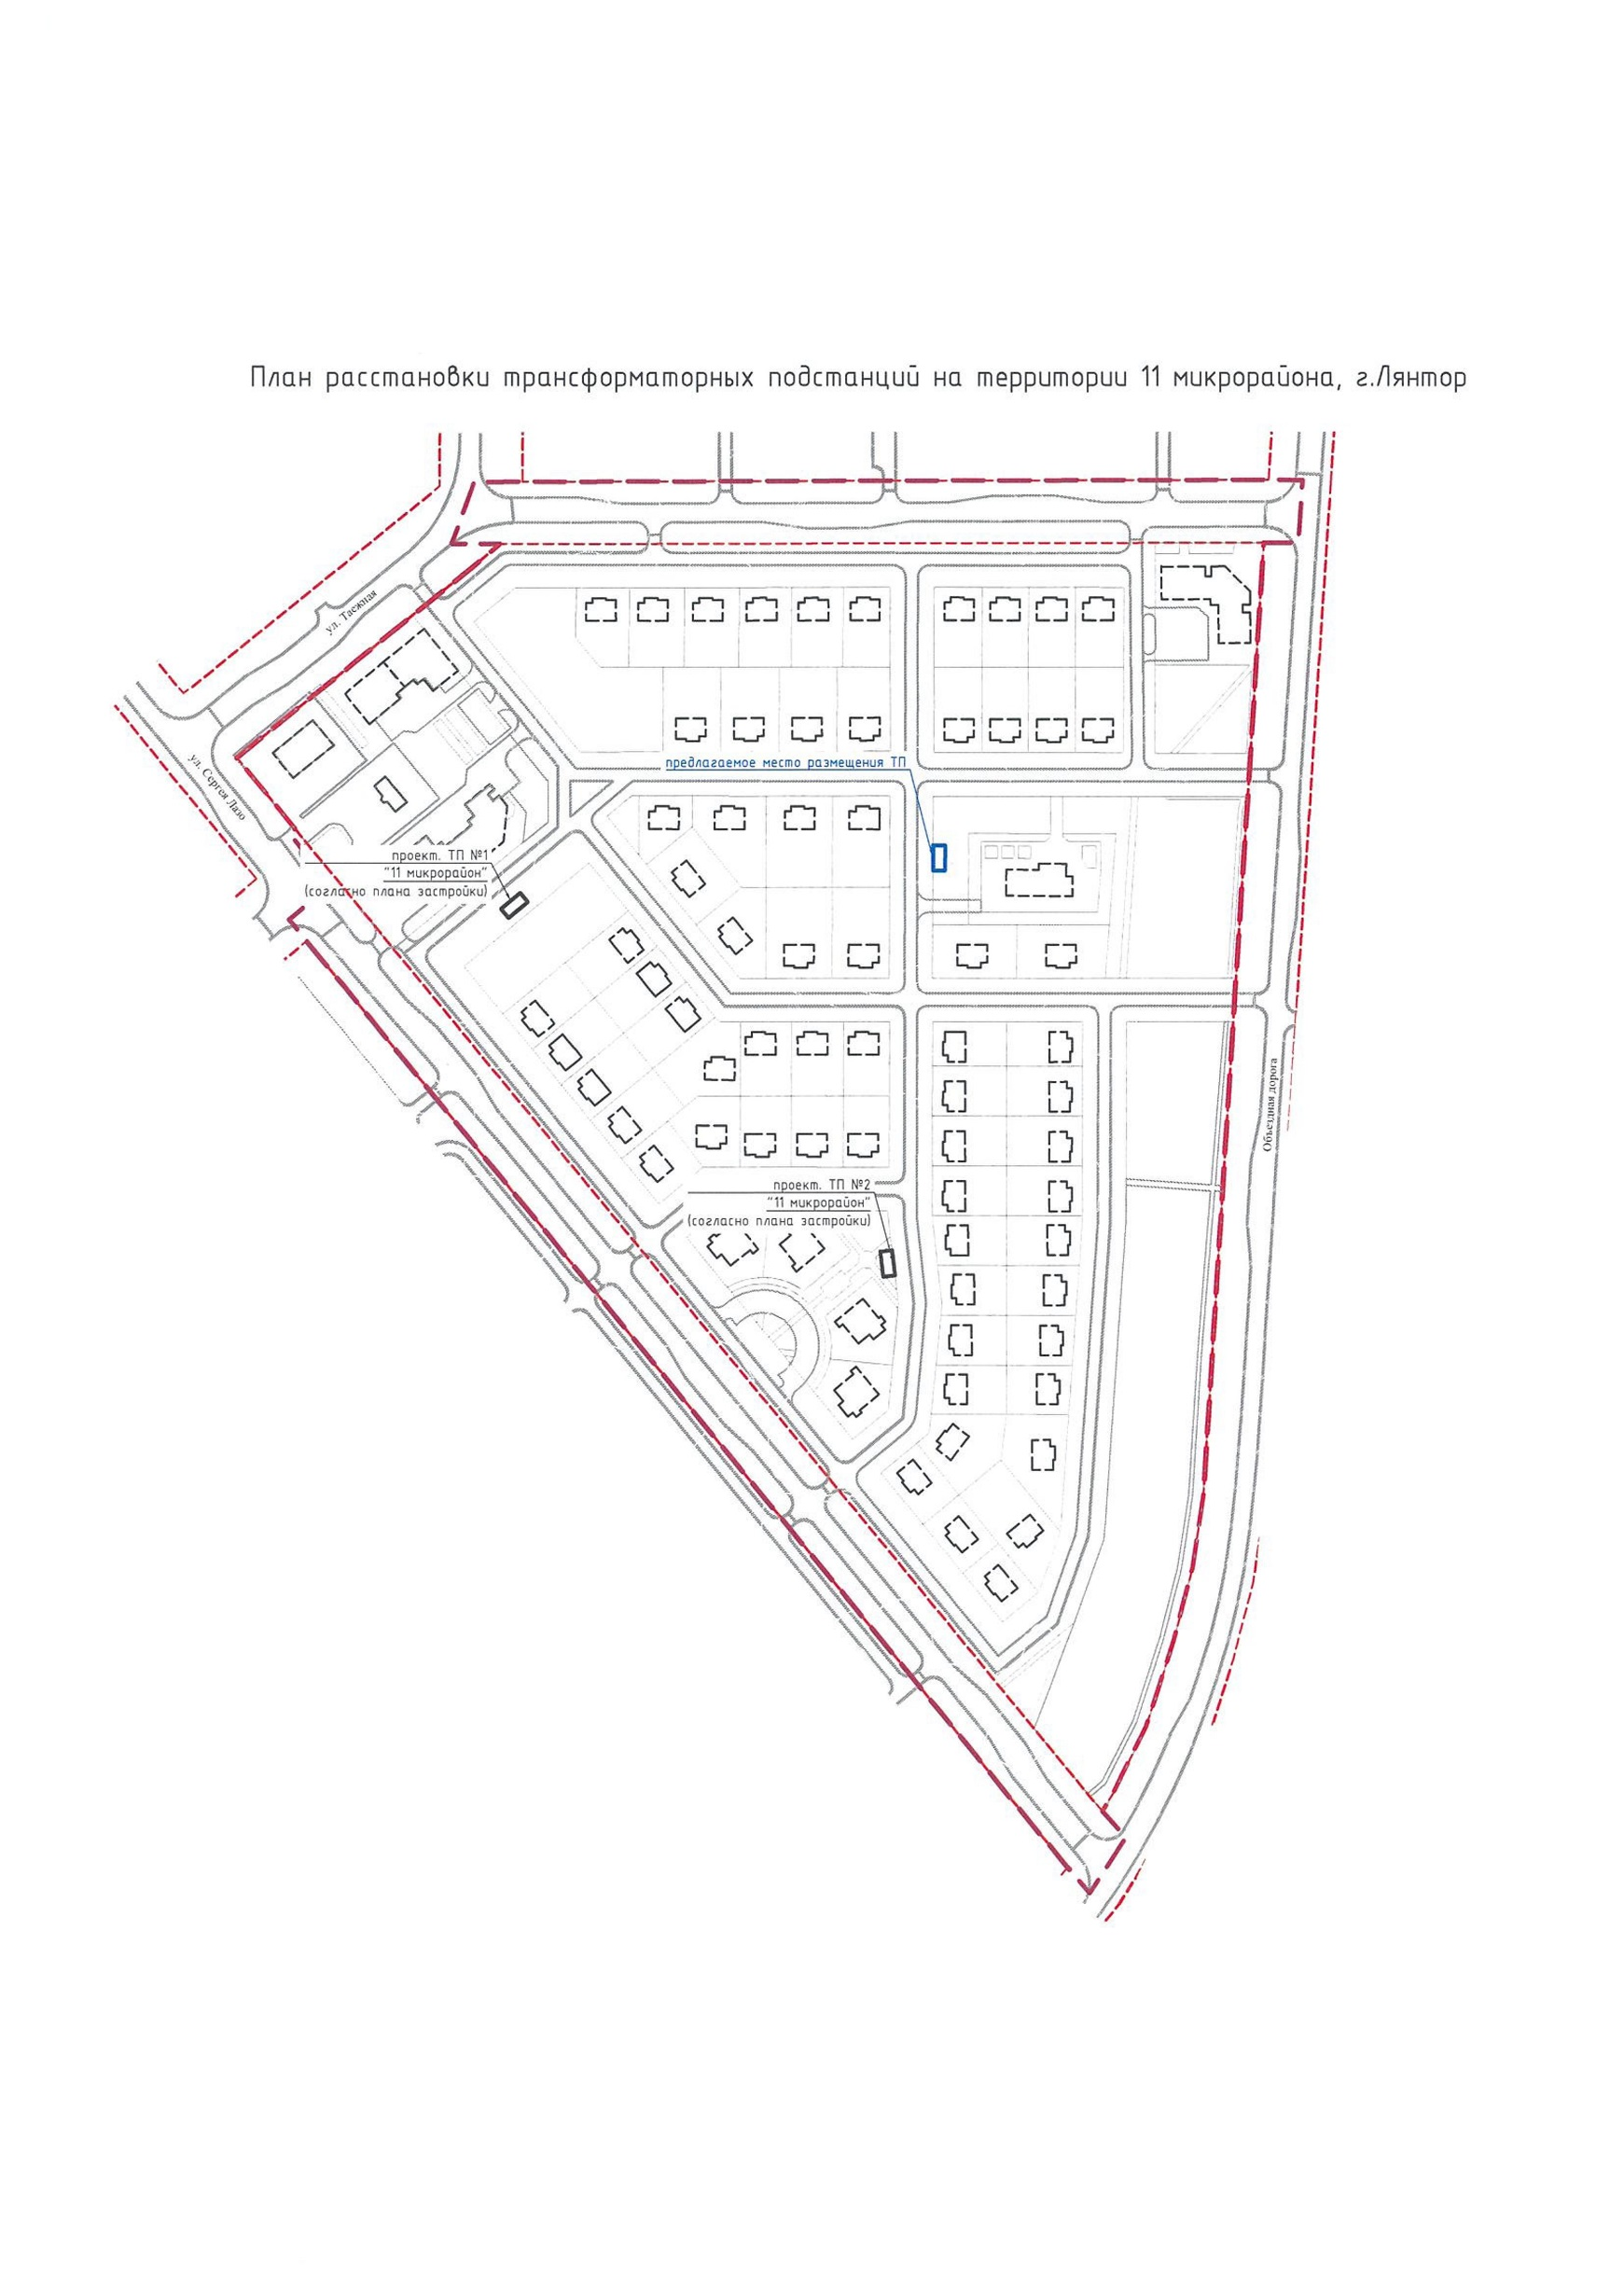 План расстановки трансформаторных подстанций на территории 11 микрорайона, г.Лянтор
ул. Таежная
ул. Сергея Лазо
предлагаемое место размещения ТП
проект. ТП №1
"11 микрорайон"
(согласно плана застройки)
Объездная дорога
проект. ТП №2
"11 микрорайон"
(согласно плана застройки)